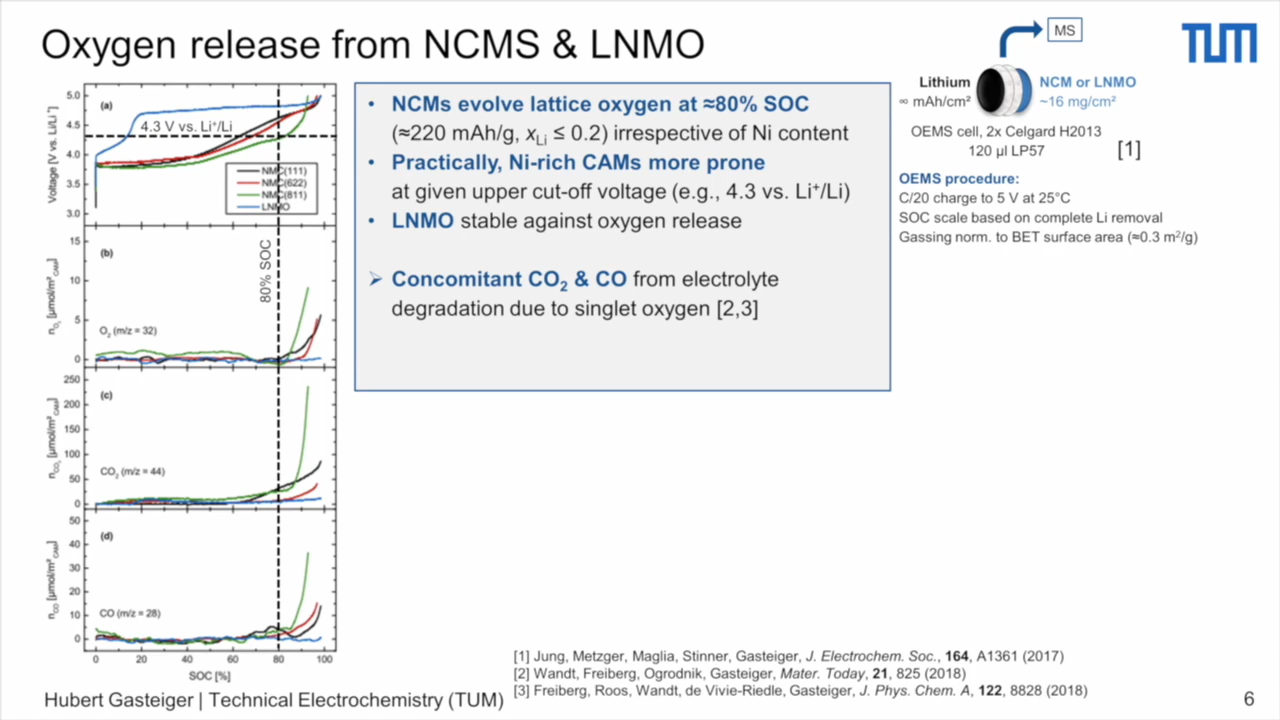 Oxygen release from NCMS & LNMO
MS
TUM
Lithium
∞ mAh/cm²
NCM or LNMO
~16 mg/cm²
OEMS cell, 2x Celgard H2013
120 µl LP57
[1]
OEMS procedure:
C/20 charge to 5 V at 25°C
SOC scale based on complete Li removal
Gassing norm. to BET surface area (≈0.3 m²/g)
• NCMs evolve lattice oxygen at ≈80% SOC
(≈220 mAh/g, xLi ≤ 0.2) irrespective of Ni content
• Practically, Ni-rich CAMs more prone
at given upper cut-off voltage (e.g., 4.3 vs. Li⁺/Li)
• LNMO stable against oxygen release
➢ Concomitant CO₂ & CO from electrolyte
degradation due to singlet oxygen [2,3]
Voltage [V vs. Li/Li⁺]
5.0
4.5
4.0
3.5
3.0
(a)
4.3 V vs. Li⁺/Li
NMC(111)
NMC(622)
NMC(811)
LNMO
nO₂ [µmol/m²CAM]
15
10
5
0
(b)
80% SOC
O₂ (m/z = 32)
nCO₂ [µmol/m²CAM]
250
200
150
100
50
0
(c)
CO₂ (m/z = 44)
nCO [µmol/m²CAM]
50
40
30
20
10
0
(d)
CO (m/z = 28)
0 20 40 60 80 100
SOC [%]
[1] Jung, Metzger, Maglia, Stinner, Gasteiger, J. Electrochem. Soc., 164, A1361 (2017)
[2] Wandt, Freiberg, Ogrodnik, Gasteiger, Mater. Today, 21, 825 (2018)
[3] Freiberg, Roos, Wandt, de Vivie-Riedle, Gasteiger, J. Phys. Chem. A, 122, 8828 (2018)
Hubert Gasteiger | Technical Electrochemistry (TUM)
6